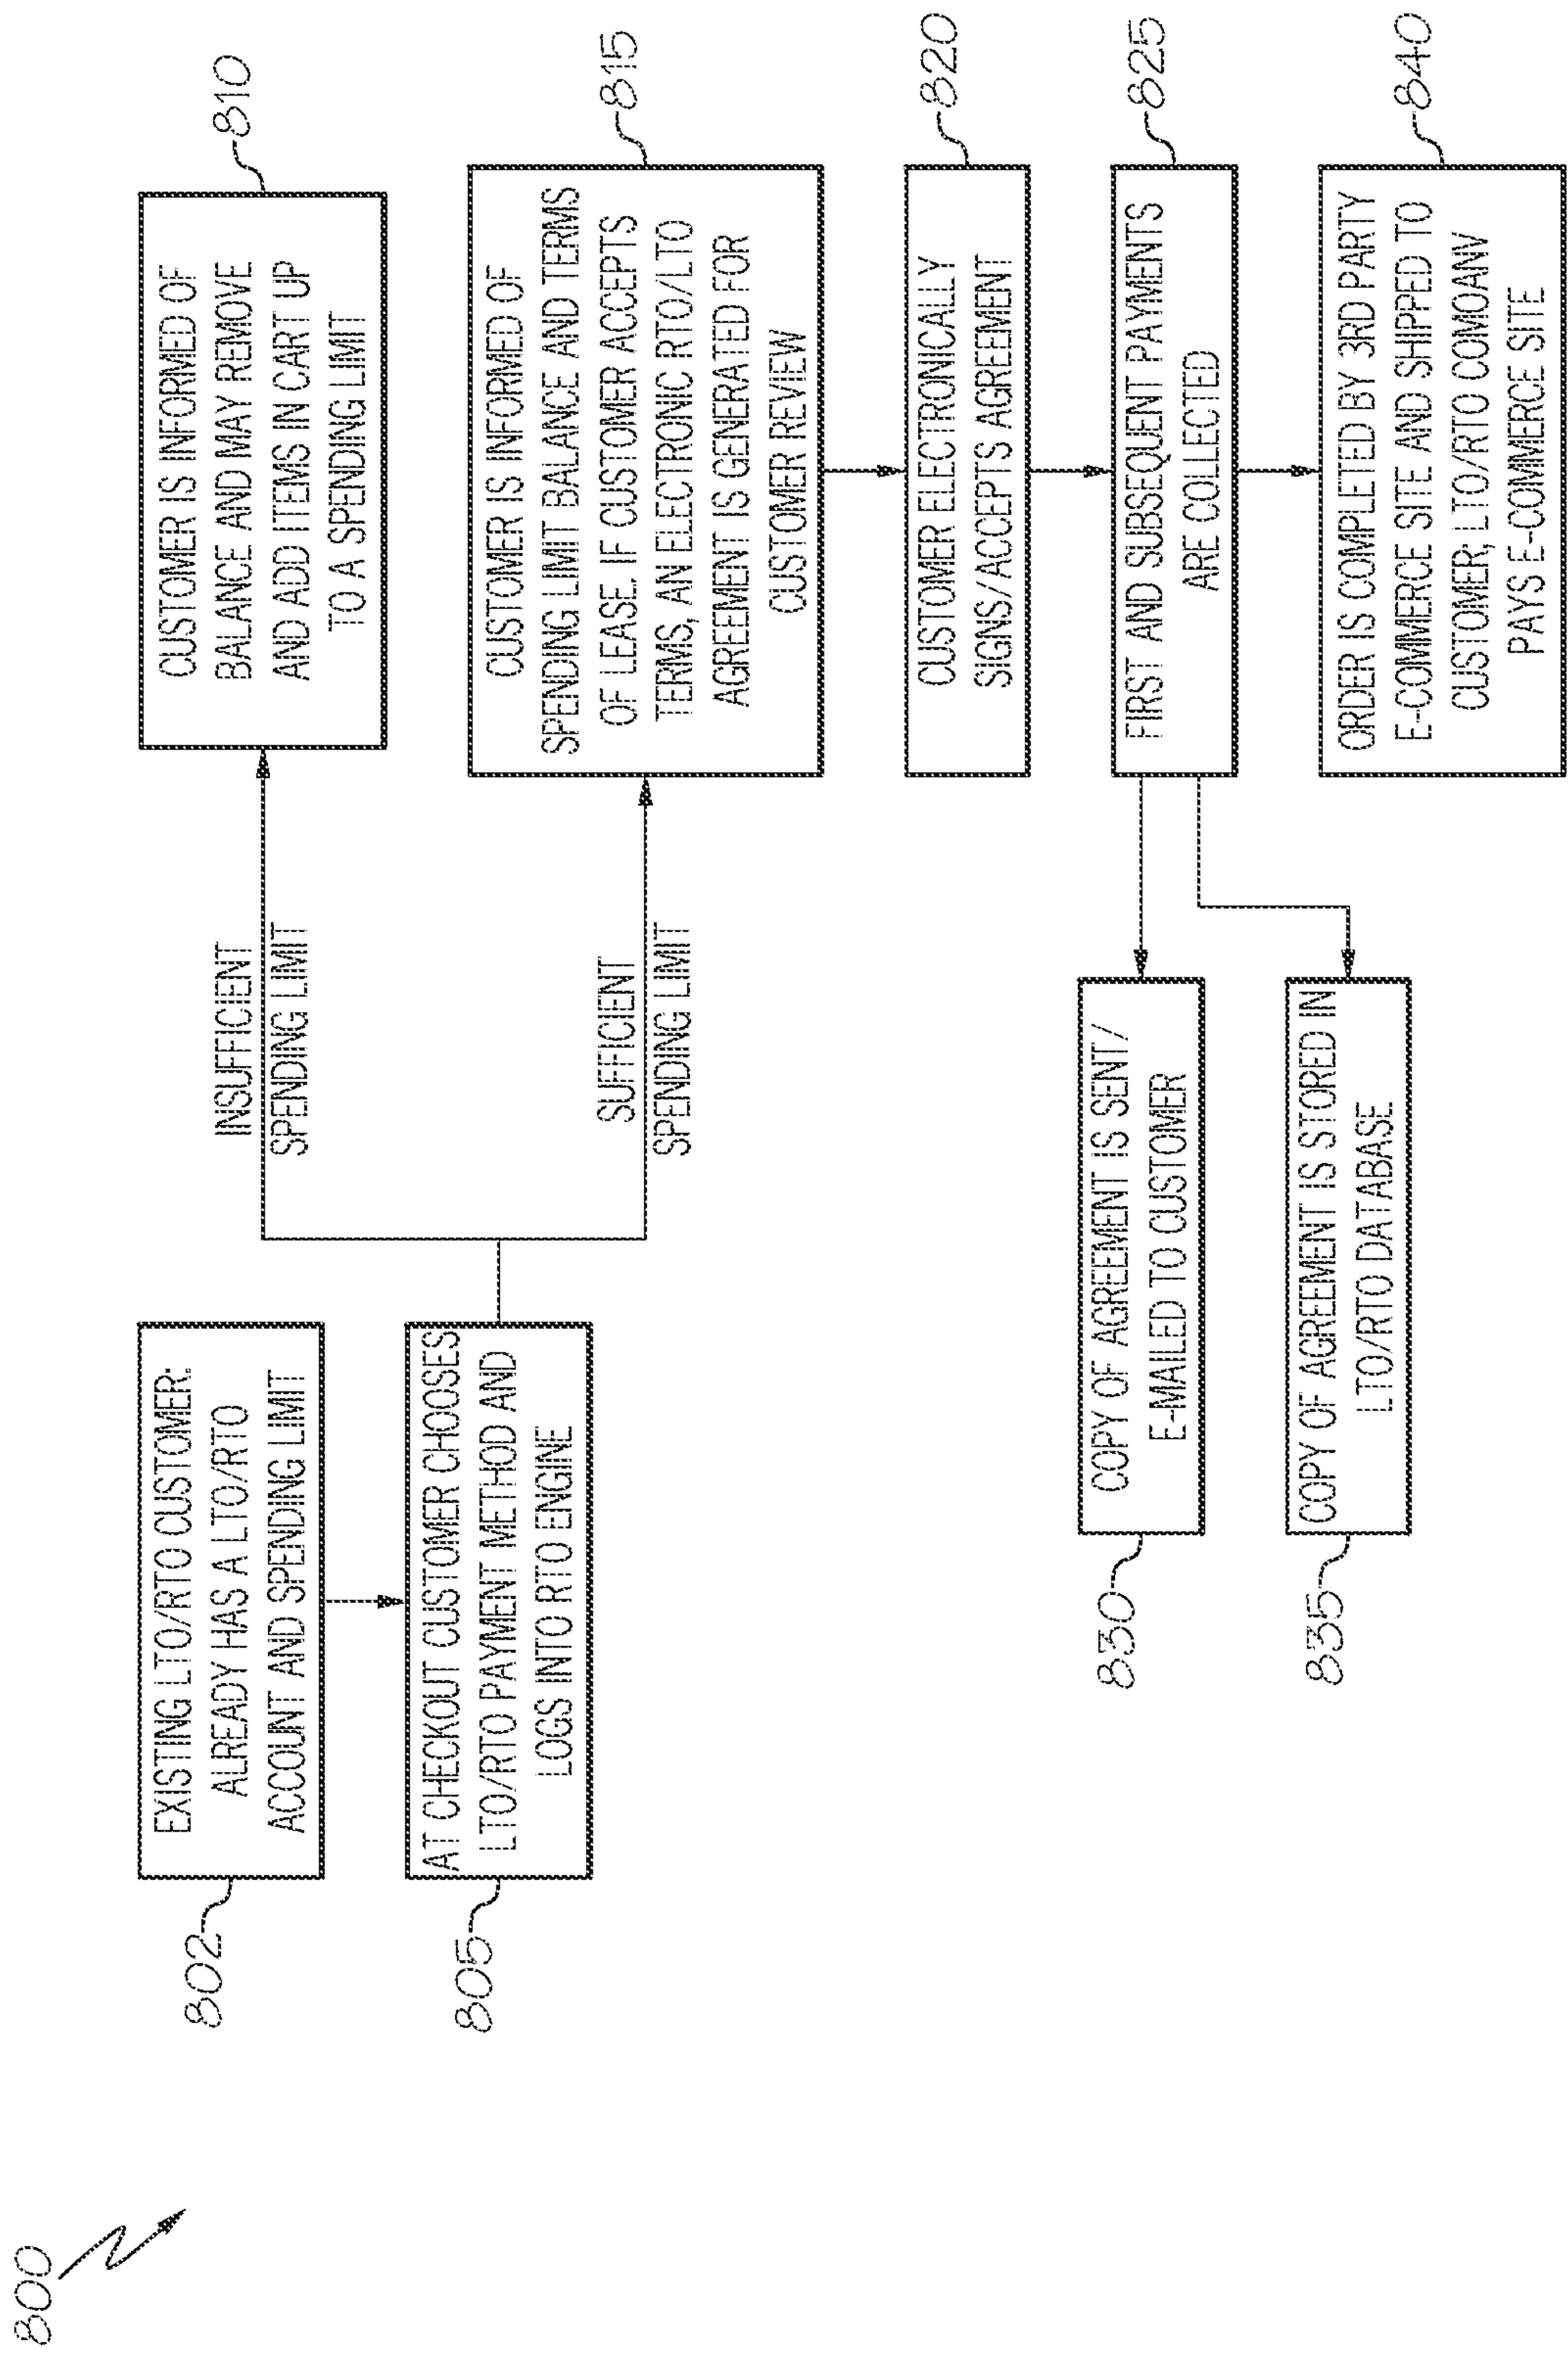 800
802
EXISTING LTO/RTO CUSTOMER:
ALREADY HAS A LTO/RTO
ACCOUNT AND SPENDING LIMIT
805
AT CHECKOUT CUSTOMER CHOOSES
LTO/RTO PAYMENT METHOD AND
LOGS INTO RTO ENGINE
INSUFFICIENT
SPENDING LIMIT
SUFFICIENT
SPENDING LIMIT
810
CUSTOMER IS INFORMED OF
BALANCE AND MAY REMOVE
AND ADD ITEMS IN CART UP
TO A SPENDING LIMIT
815
CUSTOMER IS INFORMED OF
SPENDING LIMIT BALANCE AND TERMS
OF LEASE. IF CUSTOMER ACCEPTS
TERMS, AN ELECTRONIC RTO/LTO
AGREEMENT IS GENERATED FOR
CUSTOMER REVIEW
820
CUSTOMER ELECTRONICALLY
SIGNS/ACCEPTS AGREEMENT
825
FIRST AND SUBSEQUENT PAYMENTS
ARE COLLECTED
830
COPY OF AGREEMENT IS SENT/
E-MAILED TO CUSTOMER
835
COPY OF AGREEMENT IS STORED IN
LTO/RTO DATABASE
840
ORDER IS COMPLETED BY 3RD PARTY
E-COMMERCE SITE AND SHIPPED TO
CUSTOMER; LTO/RTO COMOANV
PAYS E-COMMERCE SITE